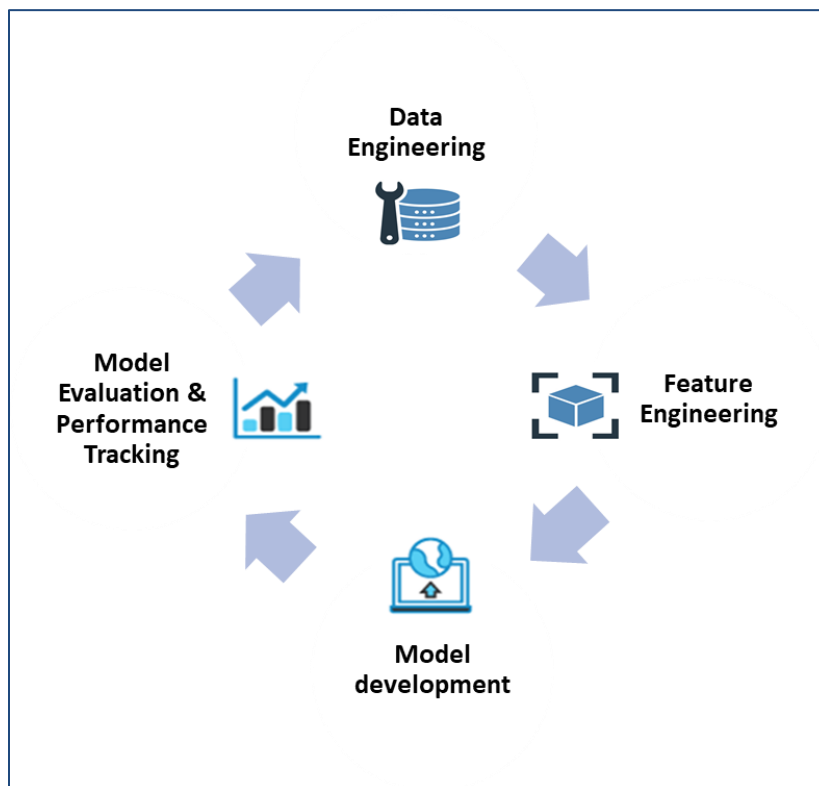 Data
Engineering
Feature
Engineering
Model
development
Model
Evaluation &
Performance
Tracking